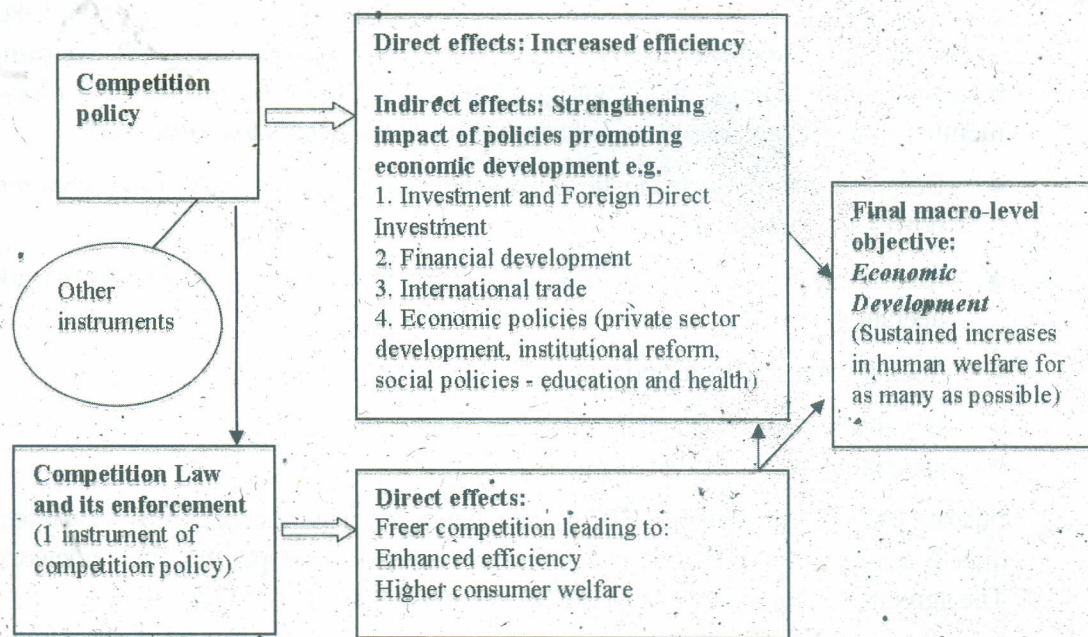 Competition
policy
Direct effects: Increased efficiency
Indirect effects: Strengthening
impact of policies promoting
economic development e.g.
1. Investment and Foreign Direct
Investment
2. Financial development
3. International trade
4. Economic policies (private sector
development, institutional reform,
social policies - education and health)
Other
instruments
Final macro-level
objective:
Economic
Development
(Sustained increases
in human welfare for
as many as possible)
Competition Law
and its enforcement
(1 instrument of
competition policy)
Direct effects:
Freer competition leading to:
Enhanced efficiency
Higher consumer welfare